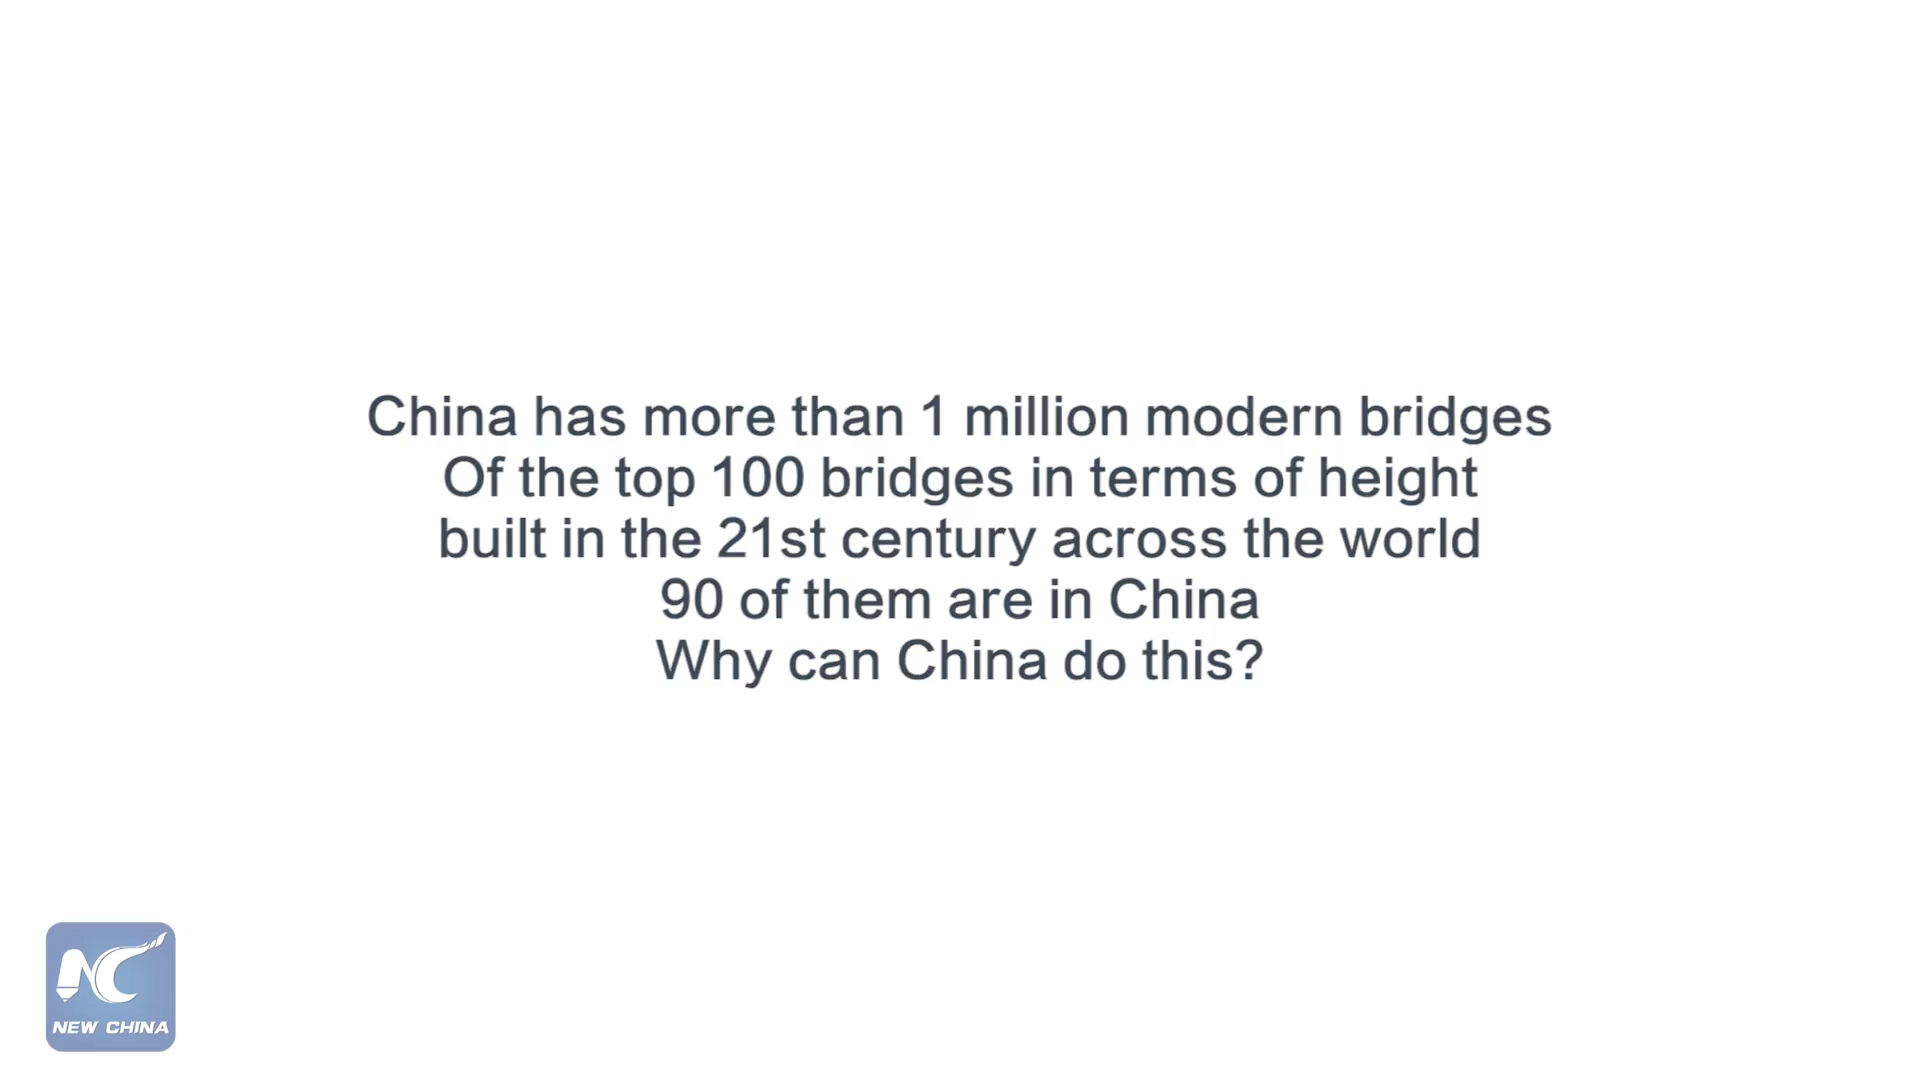 China has more than 1 million modern bridges
Of the top 100 bridges in terms of height
built in the 21st century across the world
90 of them are in China
Why can China do this?
NC
NEW CHINA